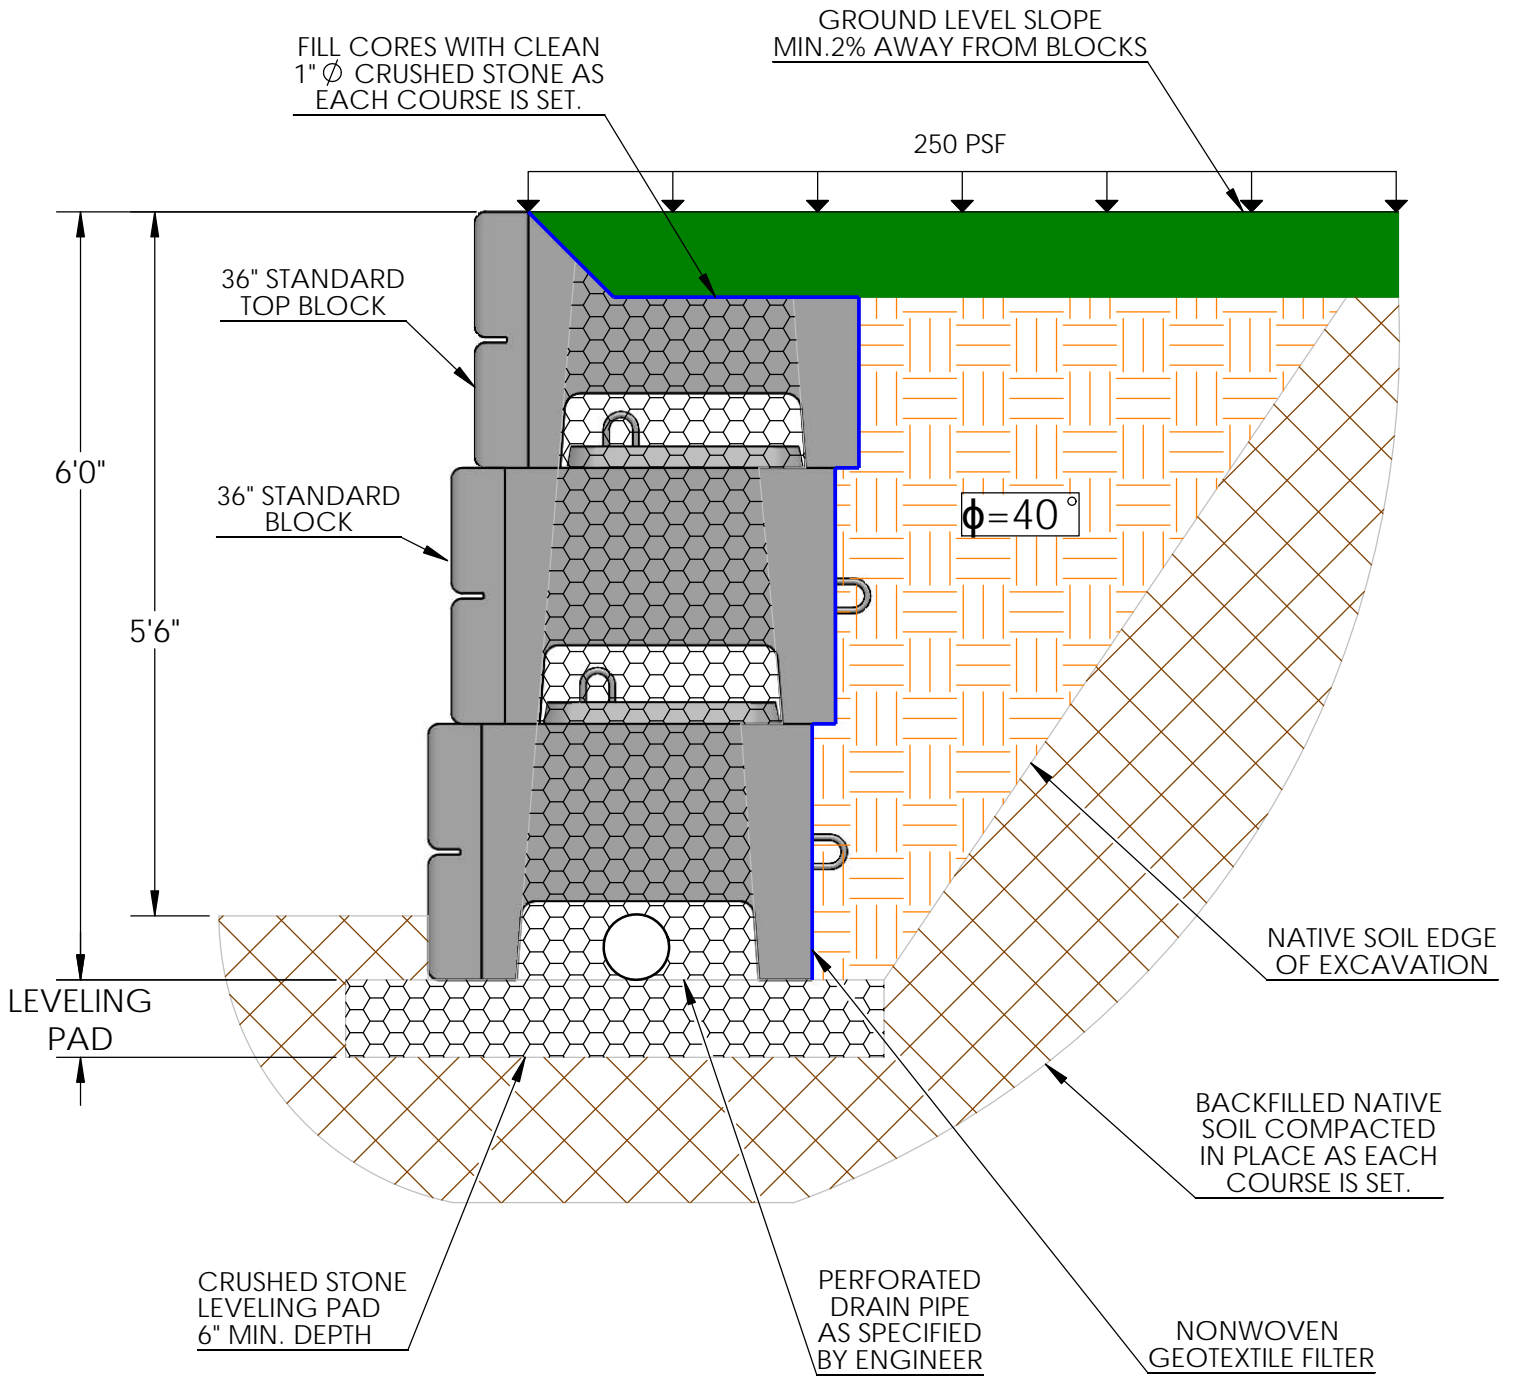 FILL CORES WITH CLEAN
1" Ø CRUSHED STONE AS
EACH COURSE IS SET.
GROUND LEVEL SLOPE
MIN.2% AWAY FROM BLOCKS
250 PSF
36" STANDARD
TOP BLOCK
6'0"
36" STANDARD
BLOCK
ϕ=40°
5'6"
NATIVE SOIL EDGE
OF EXCAVATION
LEVELING
PAD
BACKFILLED NATIVE
SOIL COMPACTED
IN PLACE AS EACH
COURSE IS SET.
CRUSHED STONE
LEVELING PAD
6" MIN. DEPTH
PERFORATED
DRAIN PIPE
AS SPECIFIED
BY ENGINEER
NONWOVEN
GEOTEXTILE FILTER